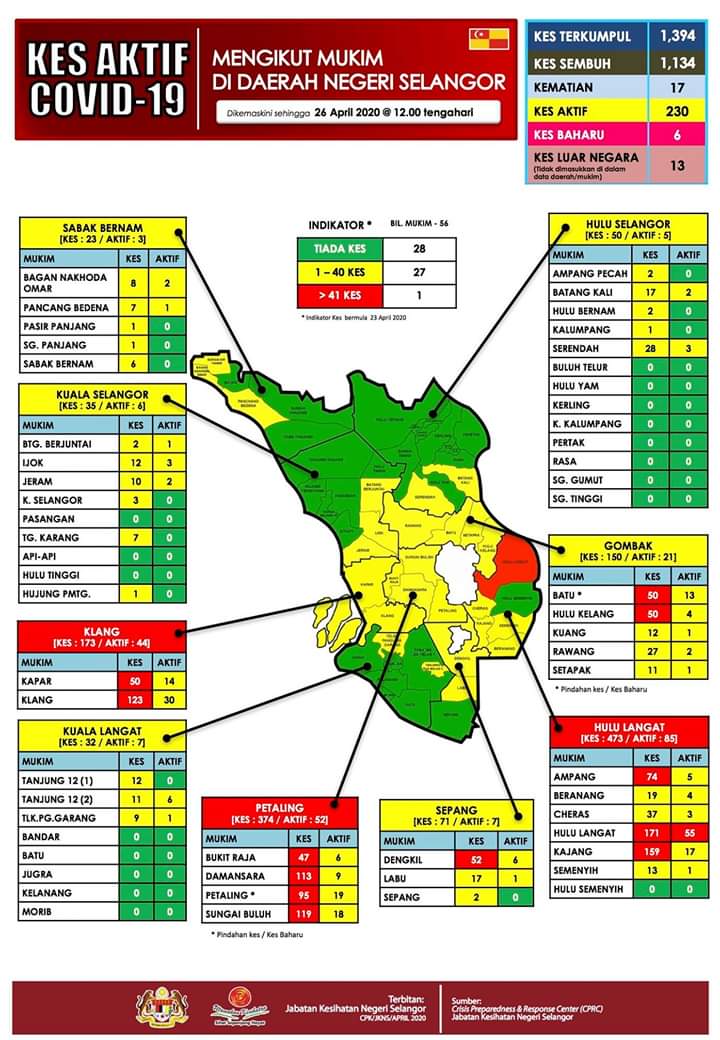 KES AKTIF
COVID-19
MENGIKUT MUKIM
DI DAERAH NEGERI SELANGOR
Dikemaskini sehingga 26 April 2020 @ 12.00 tengahari
KES TERKUMPUL 1,394
KES SEMBUH 1,134
KEMATIAN 17
KES AKTIF 230
KES BAHARU 6
KES LUAR NEGARA 13
(Tidak dimasukkan di dalam
data daerah/mukim)
SABAK BERNAM
[KES : 23 / AKTIF : 3]
MUKIM KES AKTIF
BAGAN NAKHODA
OMAR 8 2
PANCANG BEDENA 7 1
PASIR PANJANG 1 0
SG. PANJANG 1 0
SABAK BERNAM 6 0
INDIKATOR * BIL. MUKIM - 56
TIADA KES 28
1 – 40 KES 27
> 41 KES 1
* Indikator Kes bermula 23 April 2020
HULU SELANGOR
[KES : 50 / AKTIF : 5]
MUKIM KES AKTIF
AMPANG PECAH 2 0
BATANG KALI 17 2
HULU BERNAM 2 0
KALUMPANG 1 0
SERENDAH 28 3
BULUH TELUR 0 0
HULU YAM 0 0
KERLING 0 0
K. KALUMPANG 0 0
PERTAK 0 0
RASA 0 0
SG. GUMUT 0 0
SG. TINGGI 0 0
KUALA SELANGOR
[KES : 35 / AKTIF : 6]
MUKIM KES AKTIF
BTG. BERJUNTAI 2 1
IJOK 12 3
JERAM 10 2
K. SELANGOR 3 0
PASANGAN 0 0
TG. KARANG 7 0
API-API 0 0
HULU TINGGI 0 0
HUJUNG PMTG. 1 0
GOMBAK
[KES : 150 / AKTIF : 21]
MUKIM KES AKTIF
BATU * 50 13
HULU KELANG 50 4
KUANG 12 1
RAWANG 27 2
SETAPAK 11 1
* Pindahan kes / Kes Baharu
KLANG
[KES : 173 / AKTIF : 44]
MUKIM KES AKTIF
KAPAR 50 14
KLANG 123 30
KUALA LANGAT
[KES : 32 / AKTIF : 7]
MUKIM KES AKTIF
TANJUNG 12 (1) 12 0
TANJUNG 12 (2) 11 6
TLK.PG.GARANG 9 1
BANDAR 0 0
BATU 0 0
JUGRA 0 0
KELANANG 0 0
MORIB 0 0
PETALING
[KES : 374 / AKTIF : 52]
MUKIM KES AKTIF
BUKIT RAJA 47 6
DAMANSARA 113 9
PETALING * 95 19
SUNGAI BULUH 119 18
* Pindahan kes / Kes Baharu
SEPANG
[KES : 71 / AKTIF : 7]
MUKIM KES AKTIF
DENGKIL 52 6
LABU 17 1
SEPANG 2 0
HULU LANGAT
[KES : 473 / AKTIF : 85]
MUKIM KES AKTIF
AMPANG 74 5
BERANANG 19 4
CHERAS 37 3
HULU LANGAT 171 55
KAJANG 159 17
SEMENYIH 13 1
HULU SEMENYIH 0 0
Terbitan:
Jabatan Kesihatan Negeri Selangor
CPK/JKNS/APRIL 2020
Sumber:
Crisis Preparedness & Response Center (CPRC)
Jabatan Kesihatan Negeri Selangor